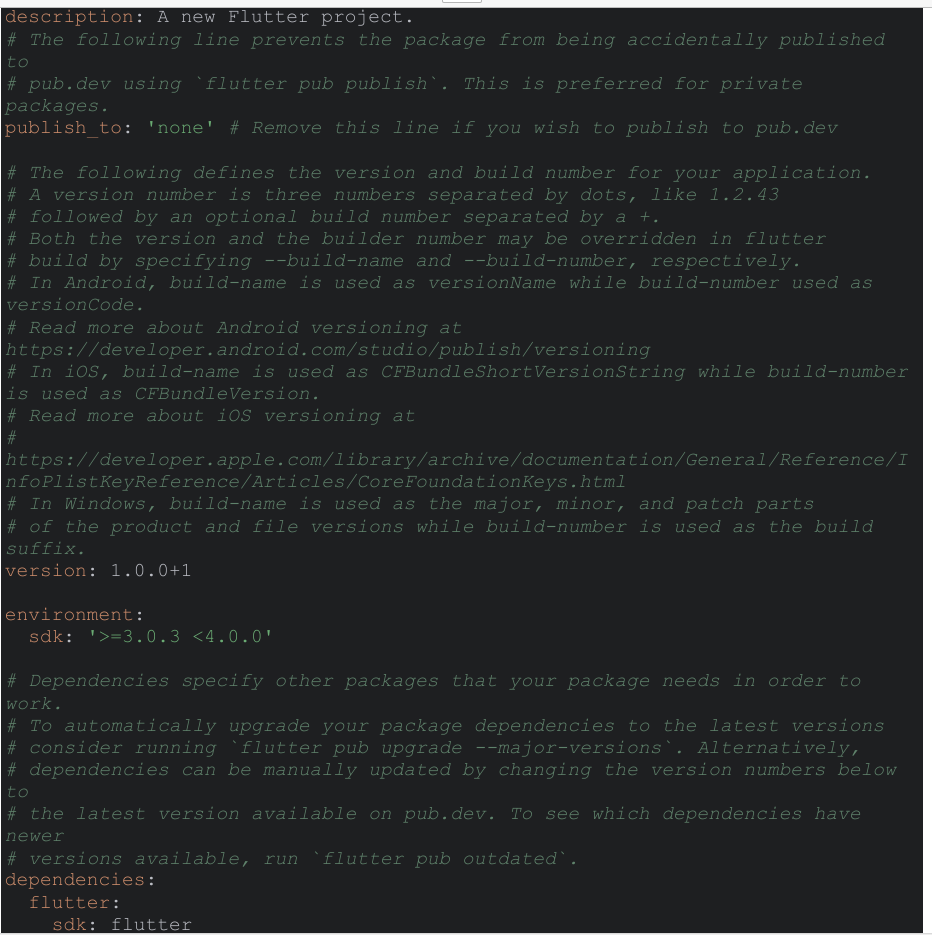 description: A new Flutter project.
# The following line prevents the package from being accidentally published
to
# pub.dev using `flutter pub publish`. This is preferred for private
packages.
publish_to: 'none' # Remove this line if you wish to publish to pub.dev
# The following defines the version and build number for your application.
# A version number is three numbers separated by dots, like 1.2.43
# followed by an optional build number separated by a +.
# Both the version and the builder number may be overridden in flutter
# build by specifying --build-name and --build-number, respectively.
# In Android, build-name is used as versionName while build-number used as
versionCode.
# Read more about Android versioning at
https://developer.android.com/studio/publish/versioning
# In iOS, build-name is used as CFBundleShortVersionString while build-number
is used as CFBundleVersion.
# Read more about iOS versioning at
#
https://developer.apple.com/library/archive/documentation/General/Reference/I
nfoPlistKeyReference/Articles/CoreFoundationKeys.html
# In Windows, build-name is used as the major, minor, and patch parts
# of the product and file versions while build-number is used as the build
suffix.
version: 1.0.0+1
environment:
  sdk: '>=3.0.3 <4.0.0'
# Dependencies specify other packages that your package needs in order to
work.
# To automatically upgrade your package dependencies to the latest versions
# consider running `flutter pub upgrade --major-versions`. Alternatively,
# dependencies can be manually updated by changing the version numbers below
to
# the latest version available on pub.dev. To see which dependencies have
newer
# versions available, run `flutter pub outdated`.
dependencies:
  flutter:
    sdk: flutter